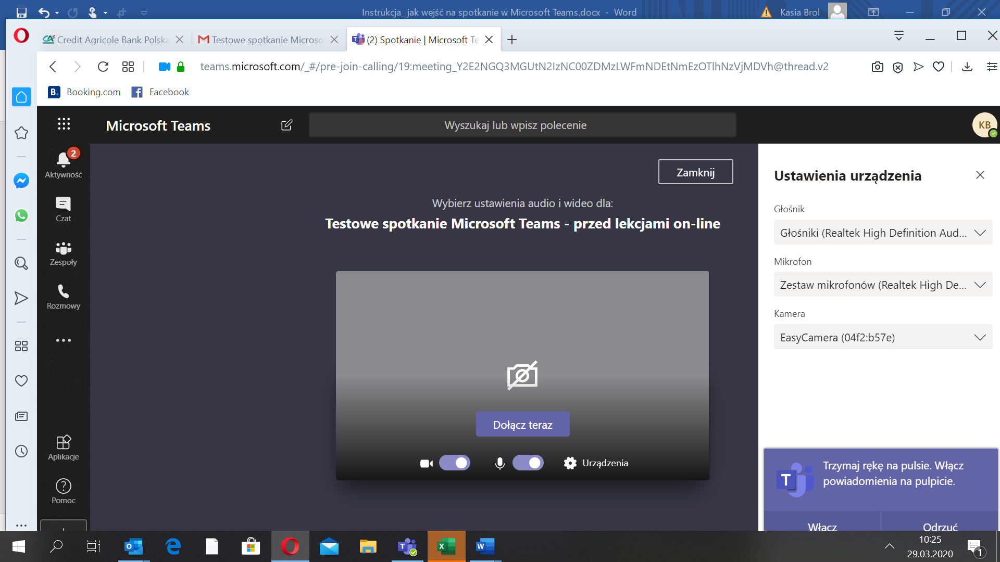 Instrukcja_ jak wejść na spotkanie w Microsoft Teams.docx - Word
Kasia Brol
Credit Agricole Bank Polska
Testowe spotkanie Microso
(2) Spotkanie | Microsoft Te
teams.microsoft.com/_#/pre-join-calling/19:meeting_Y2E2NGQ3MGUtN2IzNC00ZDMzLWFmNDEtNmEzOTlhNzVjMDVh@thread.v2
B. Booking.com
Facebook
Microsoft Teams
Wyszukaj lub wpisz polecenie
KB
2
Aktywność
Czat
Zespoły
Rozmowy
Aplikacje
Pomoc
Zamknij
Wybierz ustawienia audio i wideo dla:
Testowe spotkanie Microsoft Teams - przed lekcjami on-line
Dołącz teraz
Urządzenia
Ustawienia urządzenia
Głośnik
Głośniki (Realtek High Definition Aud...
Mikrofon
Zestaw mikrofonów (Realtek High De...
Kamera
EasyCamera (04f2:b57e)
T
Trzymaj rękę na pulsie. Włącz
powiadomienia na pulpicie.
Włącz
Odrzuć
10:25
29.03.2020
1